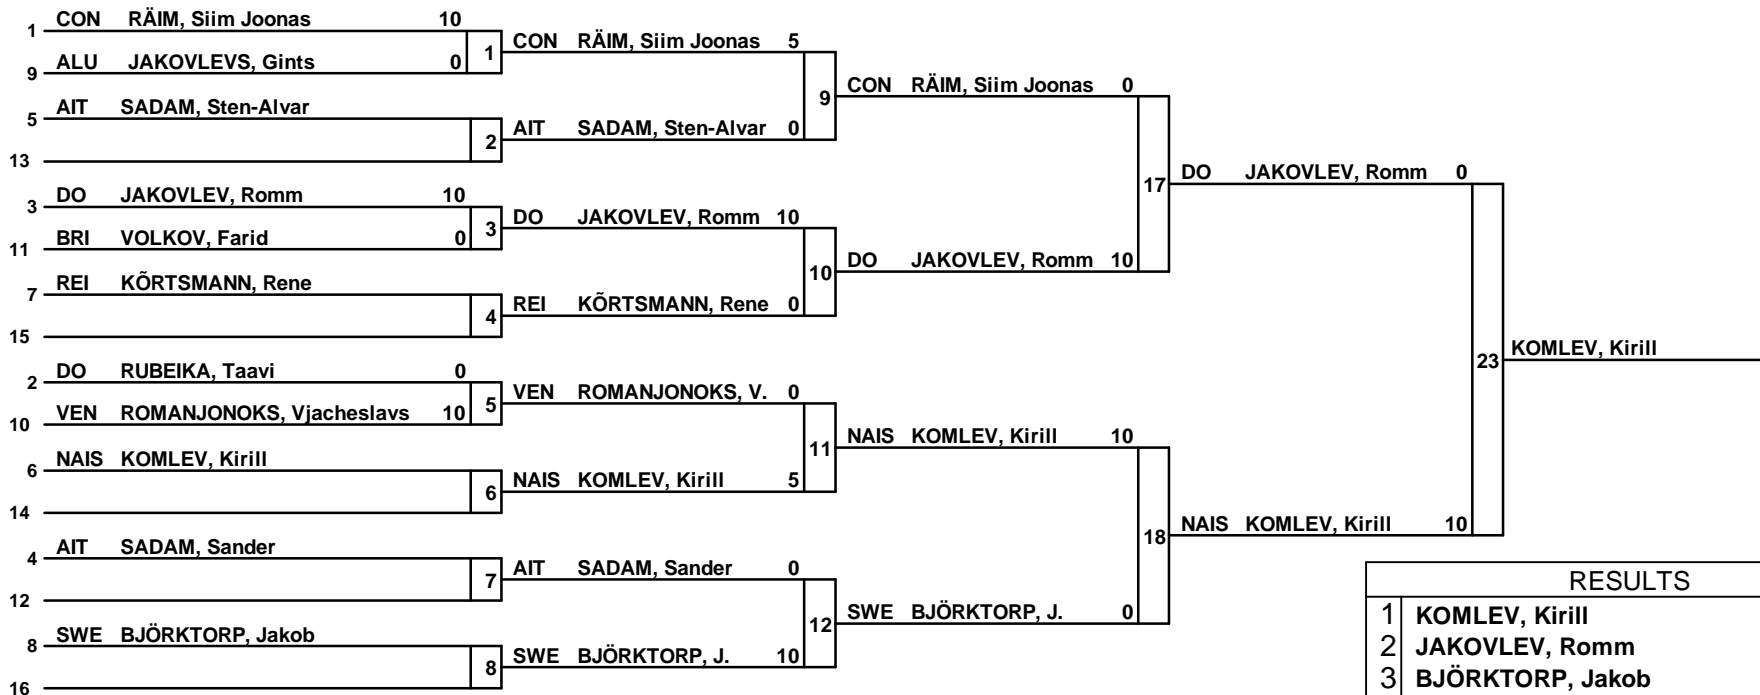 1 CON RÄIM, Siim Joonas 10
9 ALU JAKOVLEVS, Gints 0
1
5 AIT SADAM, Sten-Alvar
13
2
3 DO JAKOVLEV, Romm 10
11 BRI VOLKOV, Farid 0
3
7 REI KÕRTSMANN, Rene
15
4
2 DO RUBEIKA, Taavi 0
10 VEN ROMANJONOKS, Vjacheslavs 10
5
6 NAIS KOMLEV, Kirill
14
6
4 AIT SADAM, Sander
12
7
8 SWE BJÖRKTORP, Jakob
16
8
CON RÄIM, Siim Joonas 5
AIT SADAM, Sten-Alvar 0
9
DO JAKOVLEV, Romm 10
REI KÕRTSMANN, Rene 0
10
VEN ROMANJONOKS, V. 0
NAIS KOMLEV, Kirill 5
11
AIT SADAM, Sander 0
SWE BJÖRKTORP, J. 10
12
CON RÄIM, Siim Joonas 0
DO JAKOVLEV, Romm 10
17
NAIS KOMLEV, Kirill 10
SWE BJÖRKTORP, J. 0
18
DO JAKOVLEV, Romm 0
NAIS KOMLEV, Kirill 10
23
KOMLEV, Kirill
RESULTS
1 KOMLEV, Kirill
2 JAKOVLEV, Romm
3 BJÖRKTORP, Jakob